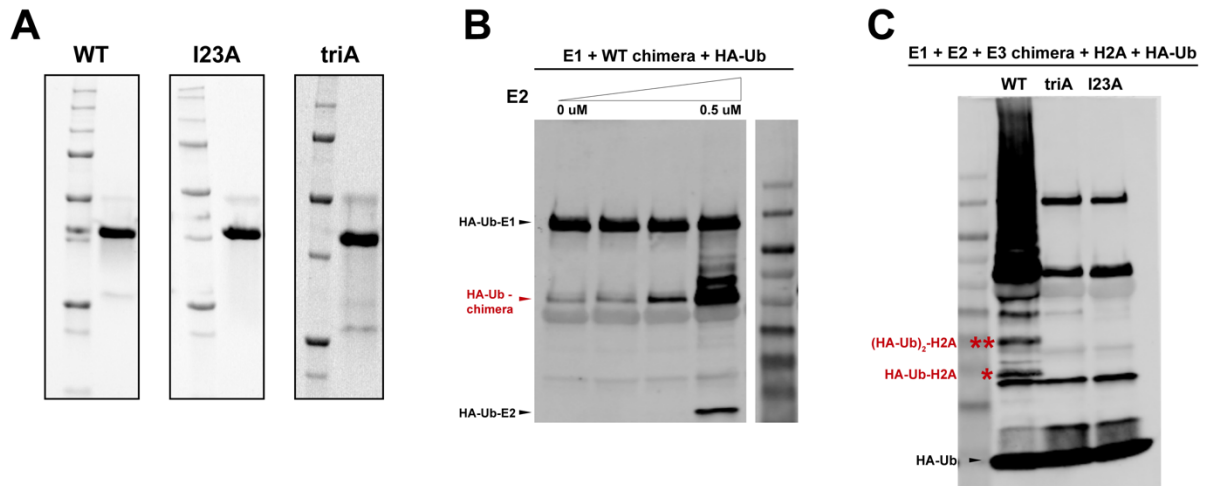 A
WT
I23A
triA
B
E1 + WT chimera + HA-Ub
E2
0 uM
0.5 uM
HA-Ub-E1
HA-Ub -
chimera
HA-Ub-E2
C
E1 + E2 + E3 chimera + H2A + HA-Ub
WT
triA
I23A
(HA-Ub)₂-H2A **
HA-Ub-H2A *
HA-Ub